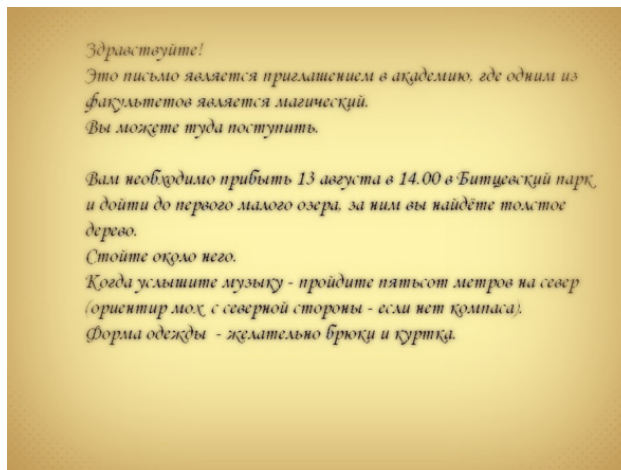 Здравствуйте!
Это письмо является приглашением в академию, где одним из
факультетов является магический.
Вы можете туда поступить.
Вам необходимо прибыть 13 августа в 14.00 в Битцевский парк
и дойти до первого малого озера, за ним вы найдёте толстое
дерево.
Стойте около него.
Когда услышите музыку - пройдите пятьсот метров на север
(ориентир мох с северной стороны - если нет компаса).
Форма одежды - желательно брюки и куртка.